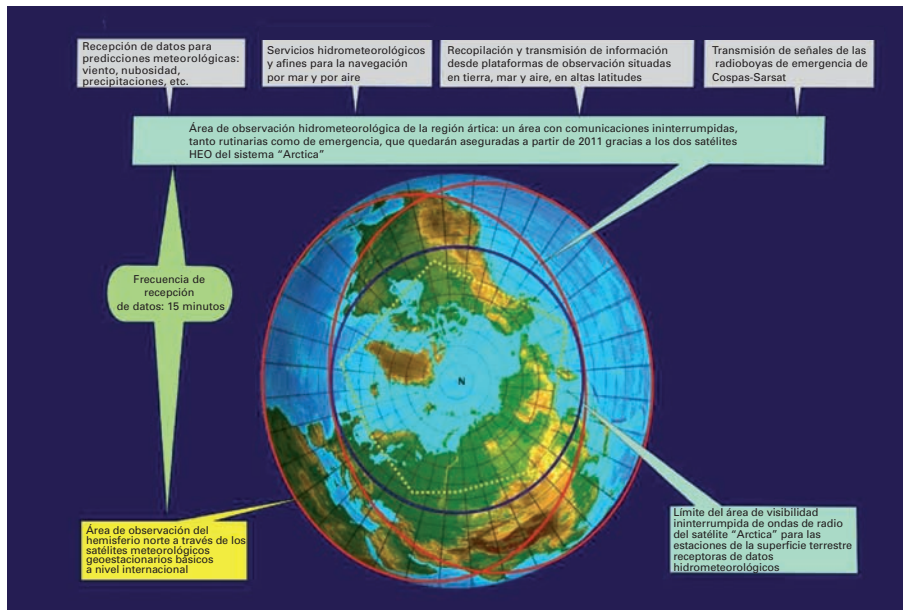 Recepción de datos para
predicciones meteorológicas:
viento, nubosidad,
precipitaciones, etc.
Servicios hidrometeorológicos
y afines para la navegación
por mar y por aire
Recopilación y transmisión de información
desde plataformas de observación situadas
en tierra, mar y aire, en altas latitudes
Transmisión de señales de las
radioboyas de emergencia de
Cospas-Sarsat
Área de observación hidrometeorológica de la región ártica: un área con comunicaciones ininterrumpidas,
tanto rutinarias como de emergencia, que quedarán aseguradas a partir de 2011 gracias a los dos satélites
HEO del sistema “Arctica”
Frecuencia de
recepción
de datos: 15 minutos
N
Área de observación del
hemisferio norte a través de los
satélites meteorológicos
geoestacionarios básicos
a nivel internacional
Límite del área de visibilidad
ininterrumpida de ondas de radio
del satélite “Arctica” para las
estaciones de la superficie terrestre
receptoras de datos
hidrometeorológicos